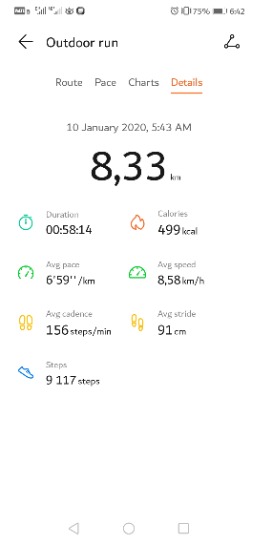 75% 6:42
Outdoor run
Route Pace Charts Details
10 January 2020, 5:43 AM
8,33 km
Duration Calories
00:58:14 499 kcal
Avg pace Avg speed
6'59''/km 8,58 km/h
Avg cadence Avg stride
156 steps/min 91 cm
Steps
9 117 steps